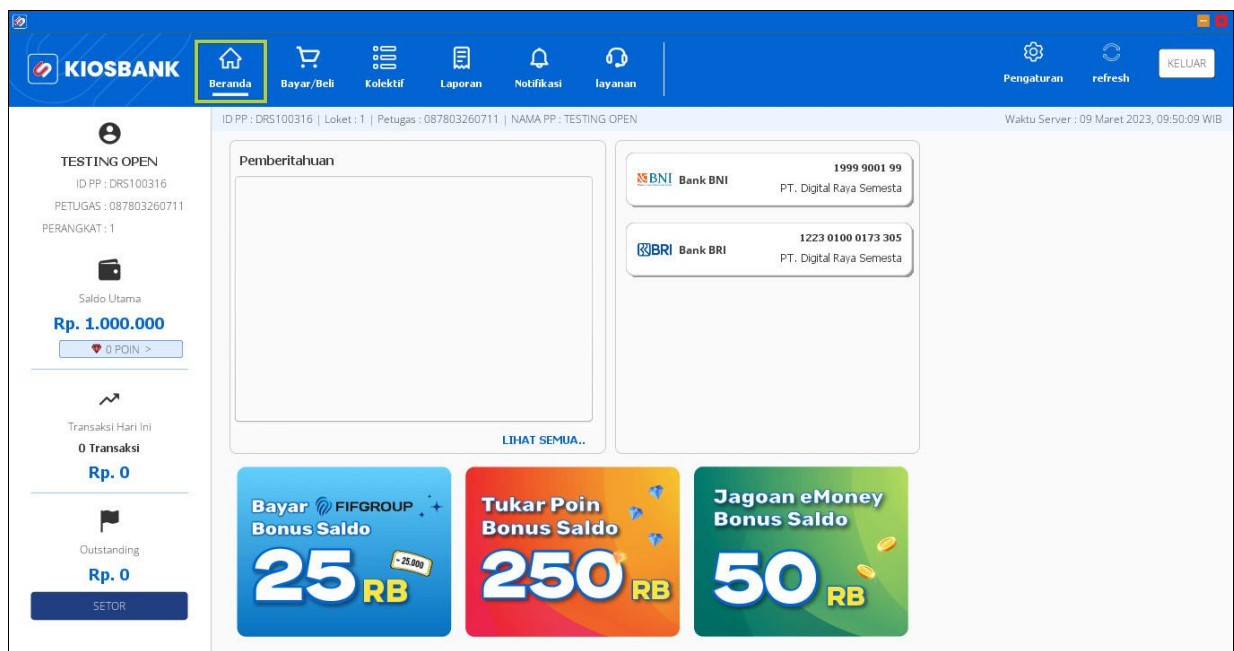 KIOSBANK
Beranda
Bayar/Beli
Kolektif
Laporan
Notifikasi
layanan
Pengaturan
refresh
KELUAR
ID PP : DRS100316 | Loket : 1 | Petugas : 087803260711 | NAMA PP : TESTING OPEN
Waktu Server : 09 Maret 2023, 09:50:09 WIB
TESTING OPEN
ID PP : DRS100316
PETUGAS : 087803260711
PERANGKAT : 1
Saldo Utama
Rp. 1.000.000
0 POIN >
Transaksi Hari Ini
0 Transaksi
Rp. 0
Outstanding
Rp. 0
SETOR
Pemberitahuan
LIHAT SEMUA..
BNI Bank BNI
1999 9001 99
PT. Digital Raya Semesta
BRI Bank BRI
1223 0100 0173 305
PT. Digital Raya Semesta
Bayar FIFGROUP
Bonus Saldo
25 RB
- 25.000
Tukar Poin
Bonus Saldo
250 RB
Jagoan eMoney
Bonus Saldo
50 RB